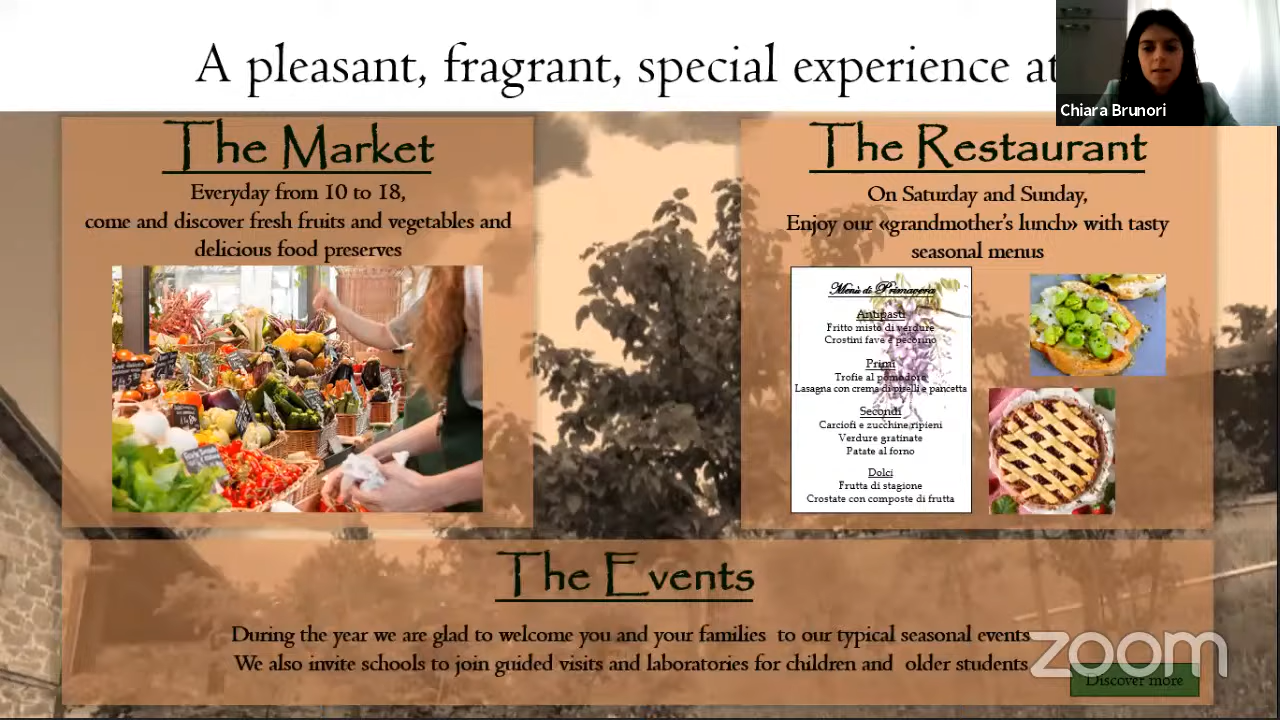 A pleasant, fragrant, special experience at
Chiara Brunori
The Market
Everyday from 10 to 18,
come and discover fresh fruits and vegetables and
delicious food preserves
The Restaurant
On Saturday and Sunday,
Enjoy our «grandmother's lunch» with tasty
seasonal menus
Menù di Primavera
Antipasti
Fritto misto di verdure
Crostini fave e pecorino
Primi
Trofie al pomodoro
Lasagna con crema di piselli e pancetta
Secondi
Carciofi e zucchine ripieni
Verdure gratinate
Patate al forno
Dolci
Frutta di stagione
Crostate con composte di frutta
The Events
During the year we are glad to welcome you and your families to our typical seasonal events
We also invite schools to join guided visits and laboratories for children and older students
zoom
Discover more